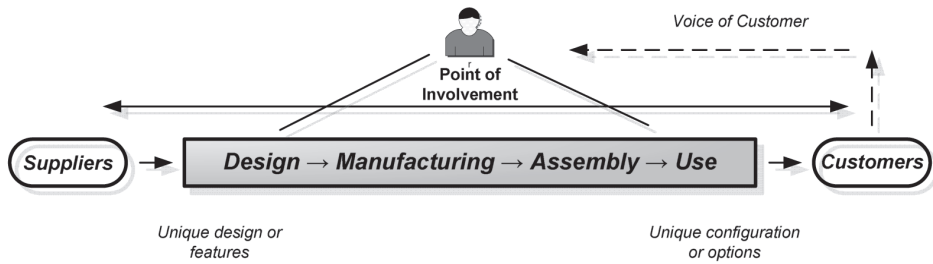 Voice of Customer
r
Point of
Involvement
Suppliers
Design → Manufacturing → Assembly → Use
Customers
Unique design or
features
Unique configuration
or options